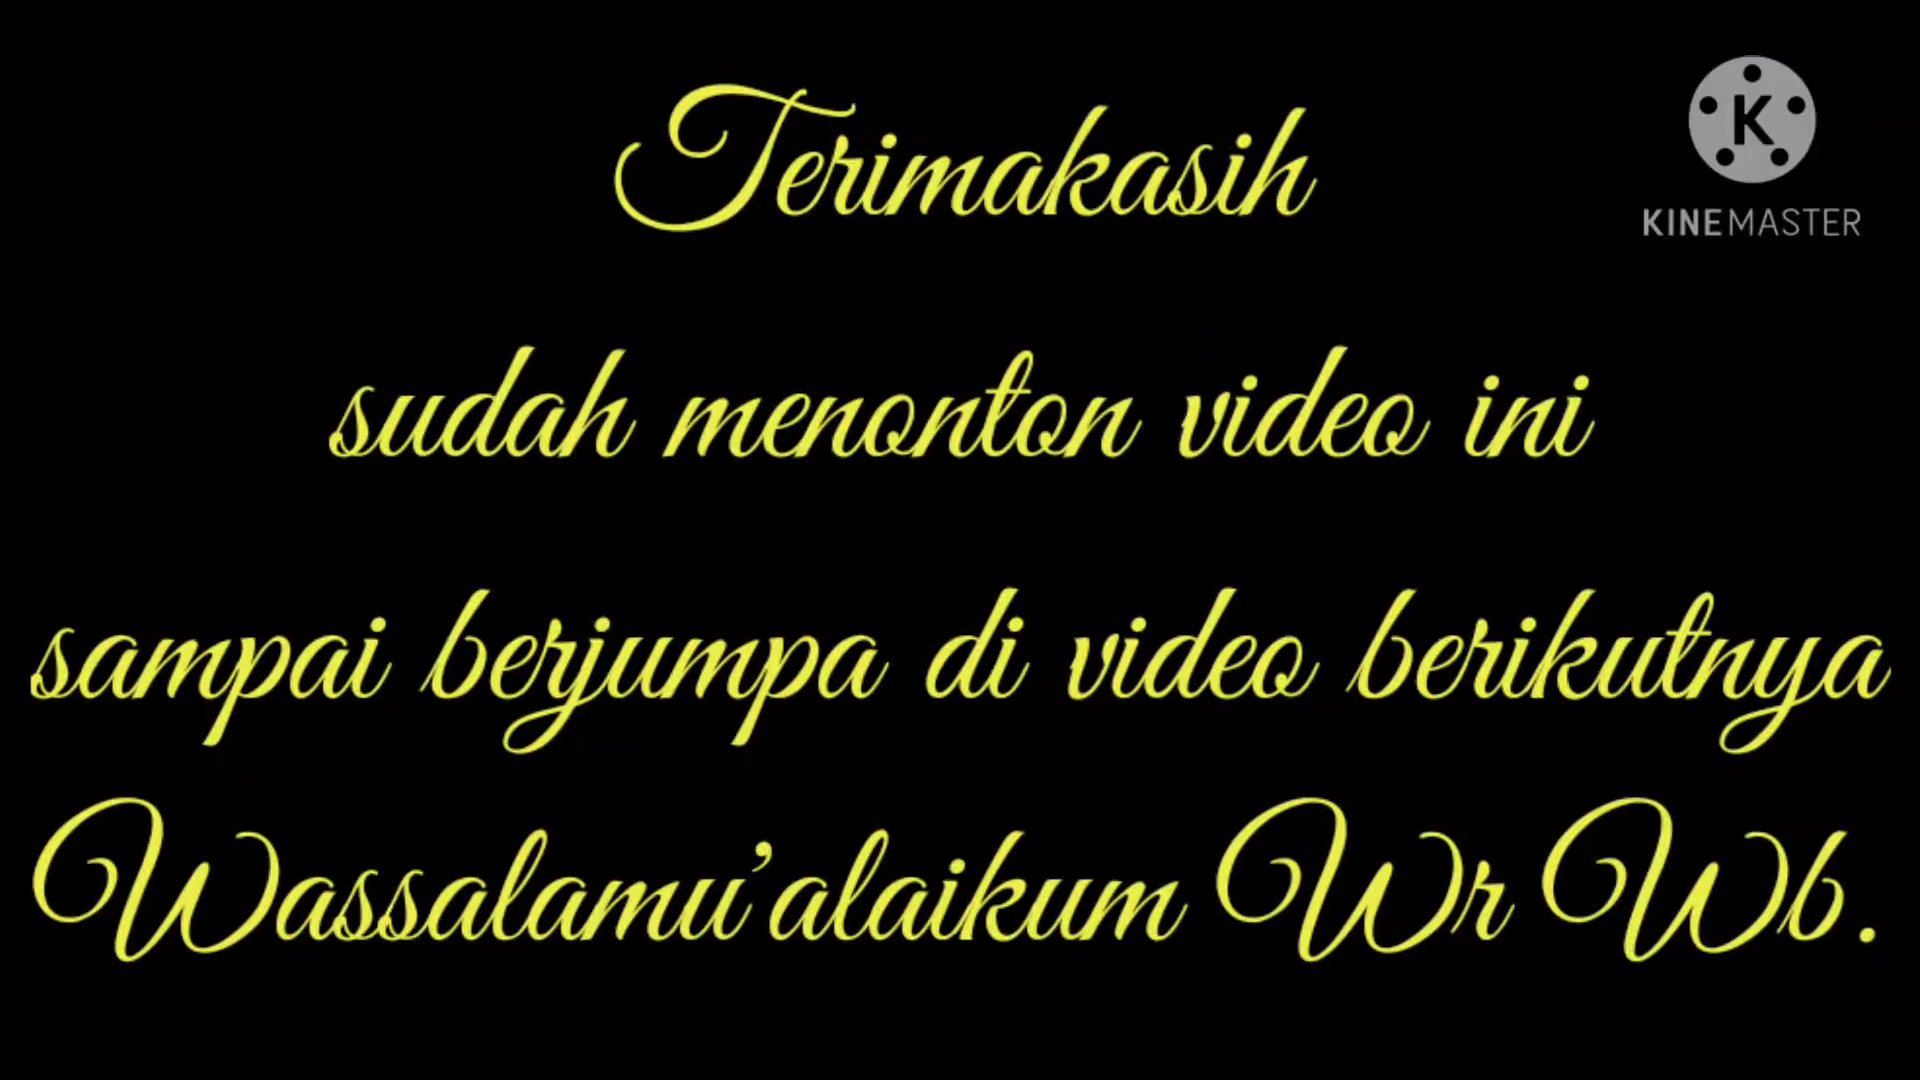 Terimakasih
K
KINEMASTER
sudah menonton video ini
sampai berjumpa di video berikutnya
Wassalamu'alaikum Wr Wb.